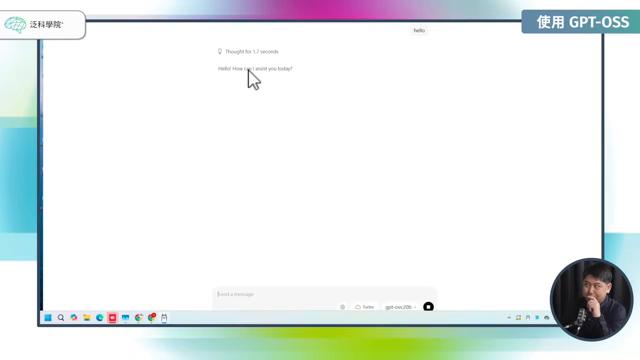 泛科學院
使用 GPT-OSS
hello
Thought for 1.7 seconds
Hello! How can I assist you today?
Send a message
Turbo
gpt-oss:20b